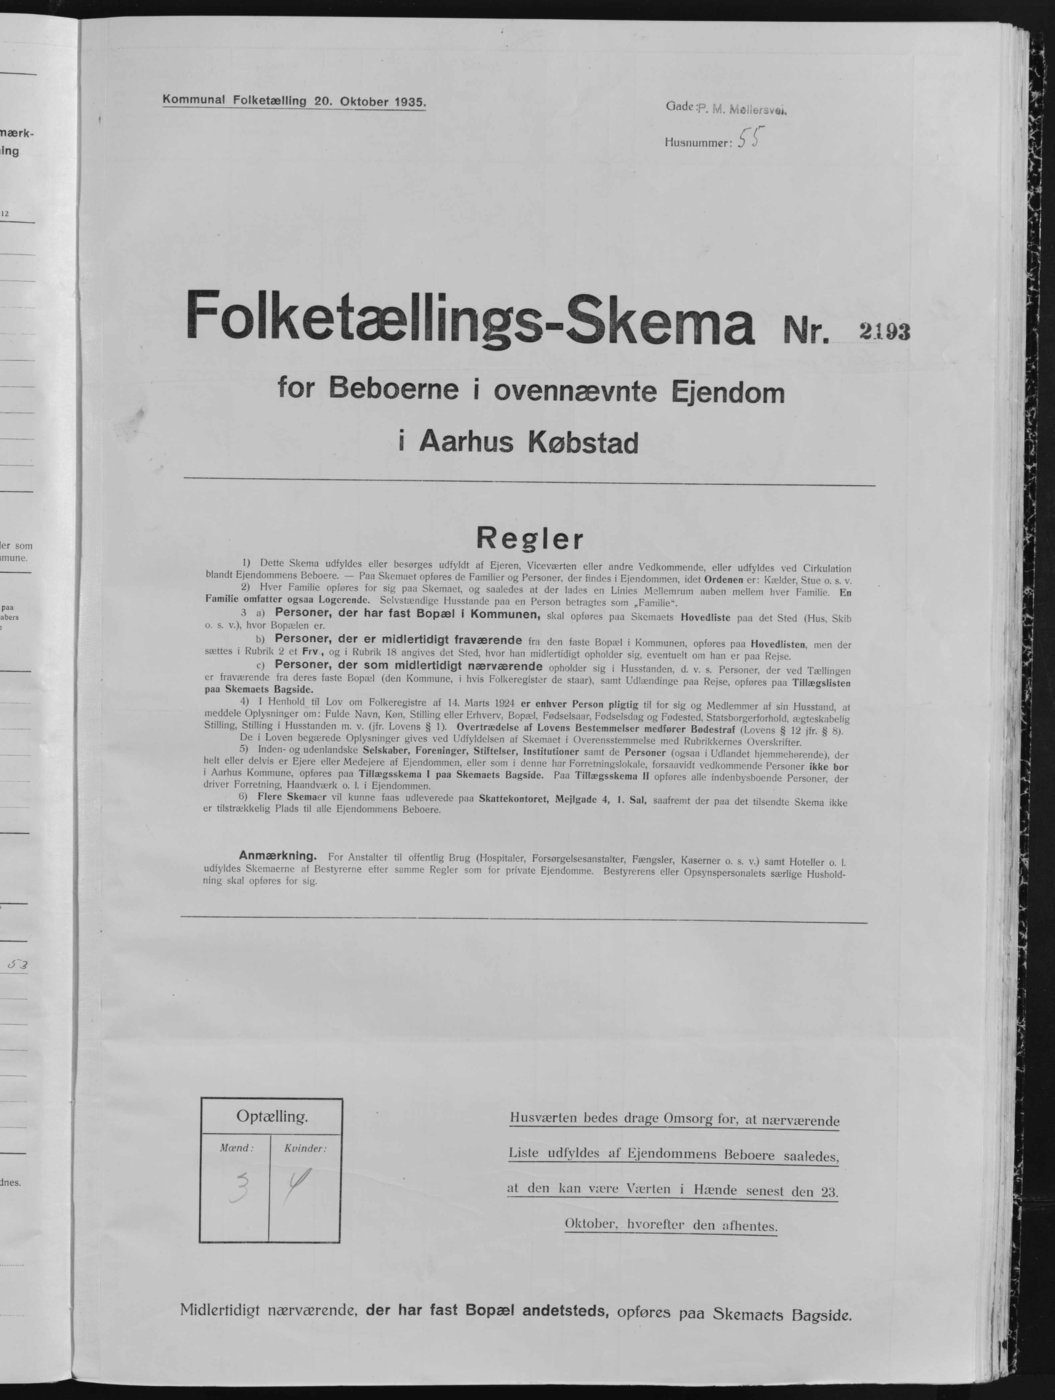 mærk-
ing
12
er som
mune.
paa
abers
53
dnes.
Kommunal Folketælling 20. Oktober 1935.
Gade: P. M. Møllersvej.
Husnummer: 55
Folketællings-Skema Nr. 2193
for Beboerne i ovennævnte Ejendom
i Aarhus Købstad
Regler
1) Dette Skema udfyldes eller besørges udfyldt af Ejeren, Viceværten eller andre Vedkommende, eller udfyldes ved Cirkulation
blandt Ejendommens Beboere. — Paa Skemaet opføres de Familier og Personer, der findes i Ejendommen, idet Ordenen er: Kælder, Stue o. s. v.
2) Hver Familie opføres for sig paa Skemaet, og saaledes at der lades en Linies Mellemrum aaben mellem hver Familie. En
Familie omfatter ogsaa Logerende. Selvstændige Husstande paa en Person betragtes som „Familie“.
3 a) Personer, der har fast Bopæl i Kommunen, skal opføres paa Skemaets Hovedliste paa det Sted (Hus, Skib
o. s. v.), hvor Bopælen er.
b) Personer, der er midlertidigt fraværende fra den faste Bopæl i Kommunen, opføres paa Hovedlisten, men der
sættes i Rubrik 2 et Frv., og i Rubrik 18 angives det Sted, hvor han midlertidigt opholder sig, eventuelt om han er paa Rejse.
c) Personer, der som midlertidigt nærværende opholder sig i Husstanden, d. v. s. Personer, der ved Tællingen
er fraværende fra deres faste Bopæl (den Kommune, i hvis Folkeregister de staar), samt Udlændinge paa Rejse, opføres paa Tillægslisten
paa Skemaets Bagside.
4) I Henhold til Lov om Folkeregistre af 14. Marts 1924 er enhver Person pligtig til for sig og Medlemmer af sin Husstand, at
meddele Oplysninger om: Fulde Navn, Køn, Stilling eller Erhverv, Bopæl, Fødselsaar, Fødselsdag og Fødested, Statsborgerforhold, ægteskabelig
Stilling, Stilling i Husstanden m. v. (jfr. Lovens § 1). Overtrædelse af Lovens Bestemmelser medfører Bødestraf (Lovens § 12 jfr. § 8).
De i Loven begærede Oplysninger gives ved Udfyldelsen af Skemaet i Overensstemmelse med Rubrikkernes Overskrifter.
5) Inden- og udenlandske Selskaber, Foreninger, Stiftelser, Institutioner samt de Personer (ogsaa i Udlandet hjemmehørende), der
helt eller delvis er Ejere eller Medejere af Ejendommen, eller som i denne har Forretningslokale, forsaavidt vedkommende Personer ikke bor
i Aarhus Kommune, opføres paa Tillægsskema I paa Skemaets Bagside. Paa Tillægsskema II opføres alle indenbysboende Personer, der
driver Forretning, Haandværk o. l. i Ejendommen.
6) Flere Skemaer vil kunne faas udleverede paa Skattekontoret, Mejlgade 4, 1. Sal, saafremt der paa det tilsendte Skema ikke
er tilstrækkelig Plads til alle Ejendommens Beboere.
Anmærkning. For Anstalter til offentlig Brug (Hospitaler, Forsørgelsesanstalter, Fængsler, Kaserner o. s. v.) samt Hoteller o. l.
udfyldes Skemaerne af Bestyrerne efter samme Regler som for private Ejendomme. Bestyrerens eller Opsynspersonalets særlige Hushold-
ning skal opføres for sig.
Optælling.
Mænd: Kvinder:
3 4
Husværten bedes drage Omsorg for, at nærværende
Liste udfyldes af Ejendommens Beboere saaledes,
at den kan være Værten i Hænde senest den 23.
Oktober, hvorefter den afhentes.
Midlertidigt nærværende, der har fast Bopæl andetsteds, opføres paa Skemaets Bagside.